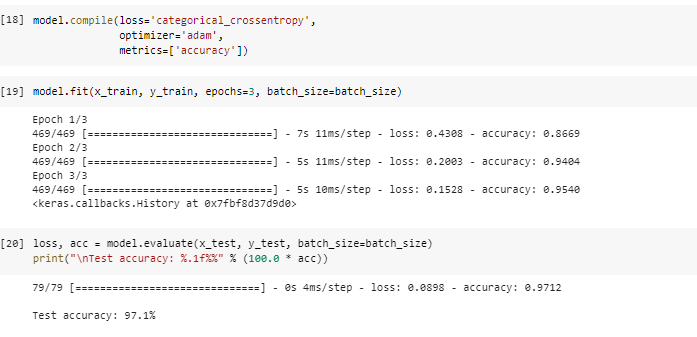 [18] model.compile(loss='categorical_crossentropy',
optimizer='adam',
metrics=['accuracy'])
[19] model.fit(x_train, y_train, epochs=3, batch_size=batch_size)
Epoch 1/3
469/469 [==============================] - 7s 11ms/step - loss: 0.4308 - accuracy: 0.8669
Epoch 2/3
469/469 [==============================] - 5s 11ms/step - loss: 0.2003 - accuracy: 0.9404
Epoch 3/3
469/469 [==============================] - 5s 10ms/step - loss: 0.1528 - accuracy: 0.9540
<keras.callbacks.History at 0x7fbf8d37d9d0>
[20] loss, acc = model.evaluate(x_test, y_test, batch_size=batch_size)
print("\nTest accuracy: %.1f%%" % (100.0 * acc))
79/79 [==============================] - 0s 4ms/step - loss: 0.0898 - accuracy: 0.9712
Test accuracy: 97.1%